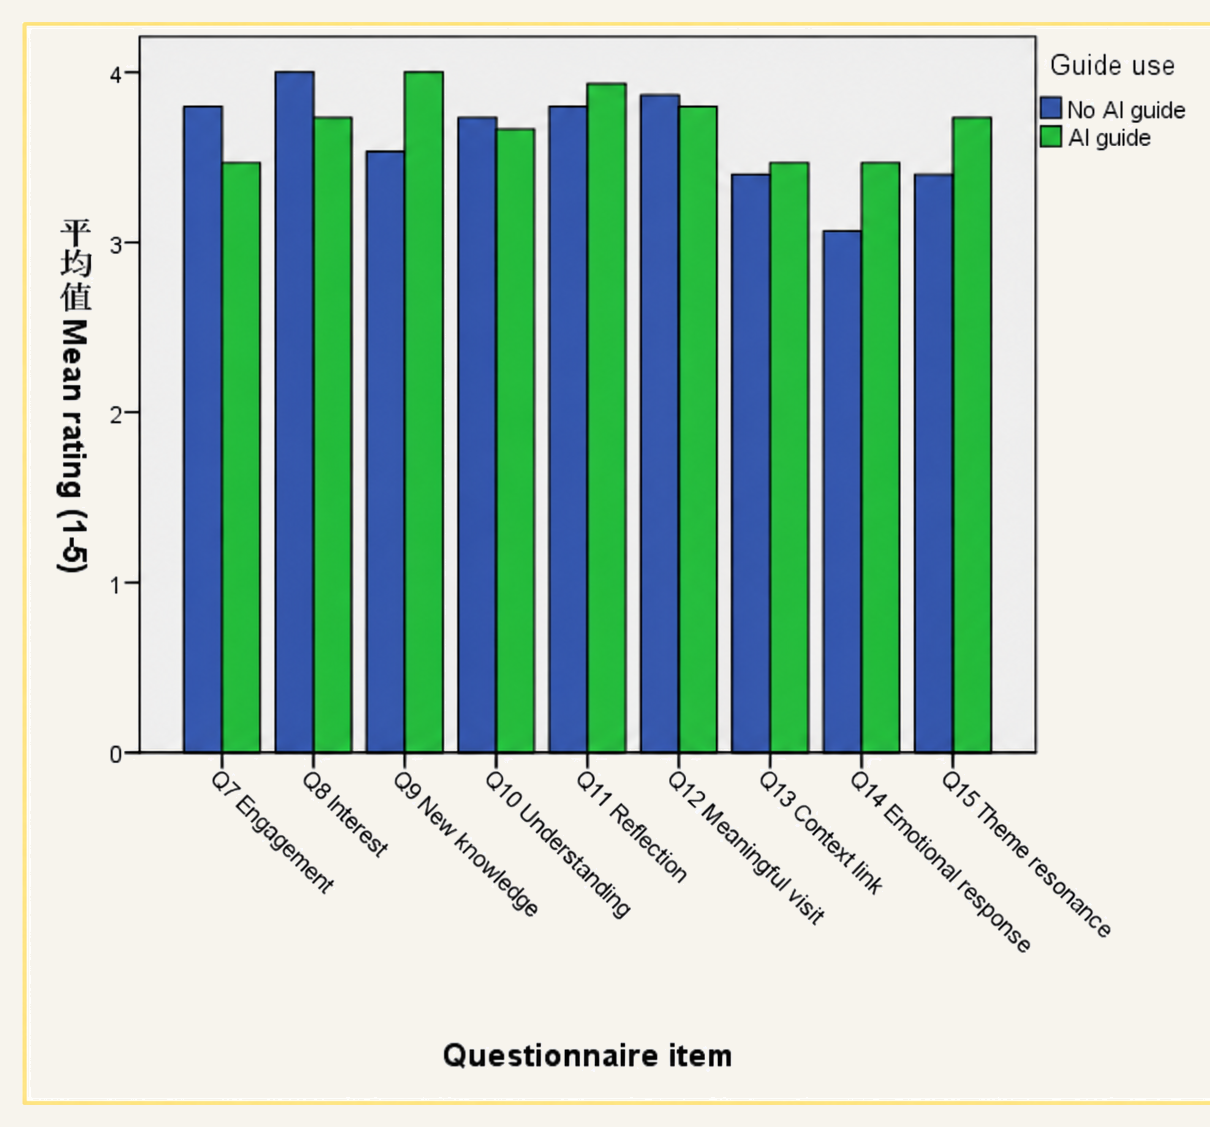 Guide use
No AI guide
AI guide
平均值 Mean rating (1-5)
4
3
2
1
0
Q7 Engagement
Q8 Interest
Q9 New knowledge
Q10 Understanding
Q11 Reflection
Q12 Meaningful visit
Q13 Context link
Q14 Emotional response
Q15 Theme resonance
Questionnaire item